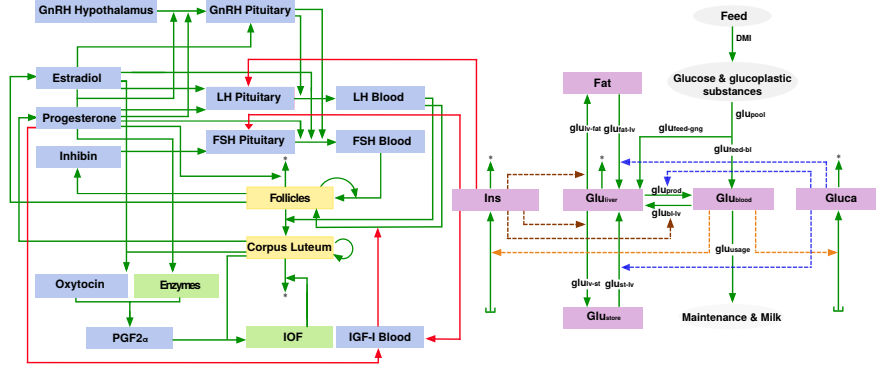 GnRH Hypothalamus
GnRH Pituitary
Feed
DMI
Estradiol
Fat
Glucose & glucoplastic
substances
LH Pituitary
LH Blood
Progesterone
glupool
FSH Pituitary
FSH Blood
glulv-fat
glufat-lv
glufeed-gng
glufeed-bl
Inhibin
*
*
*
*
Follicles
Ins
Gluliver
gluprod
Glublood
Gluca
glubl-lv
Corpus Luteum
gluusage
Oxytocin
Enzymes
*
glulv-st
glust-lv
PGF2α
IOF
IGF-I Blood
Glustore
Maintenance & Milk